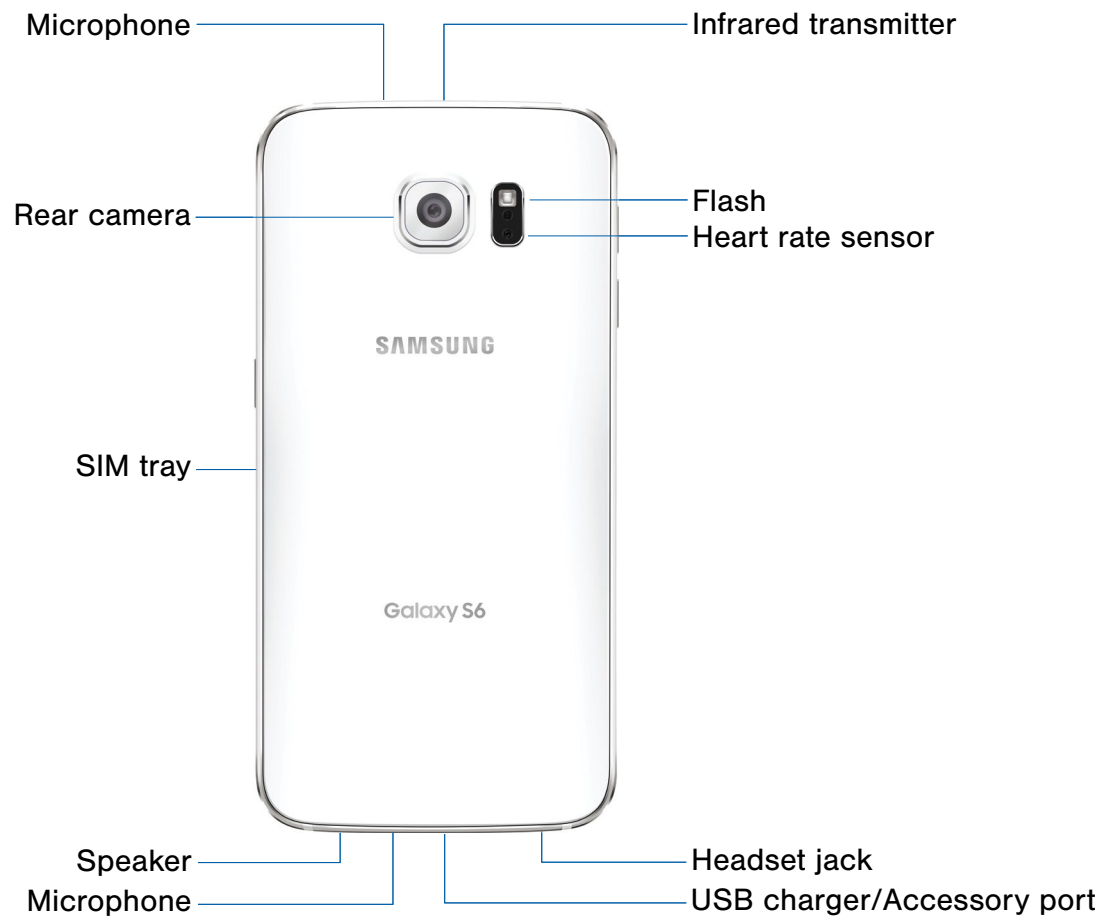 Microphone
Infrared transmitter
Rear camera
Flash
Heart rate sensor
SAMSUNG
SIM tray
Galaxy S6
Speaker
Headset jack
Microphone
USB charger/Accessory port